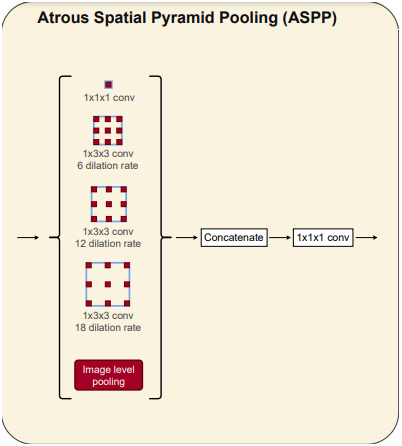 Atrous Spatial Pyramid Pooling (ASPP)
1x1x1 conv
1x3x3 conv
6 dilation rate
1x3x3 conv
12 dilation rate
1x3x3 conv
18 dilation rate
Image level
pooling
Concatenate
1x1x1 conv